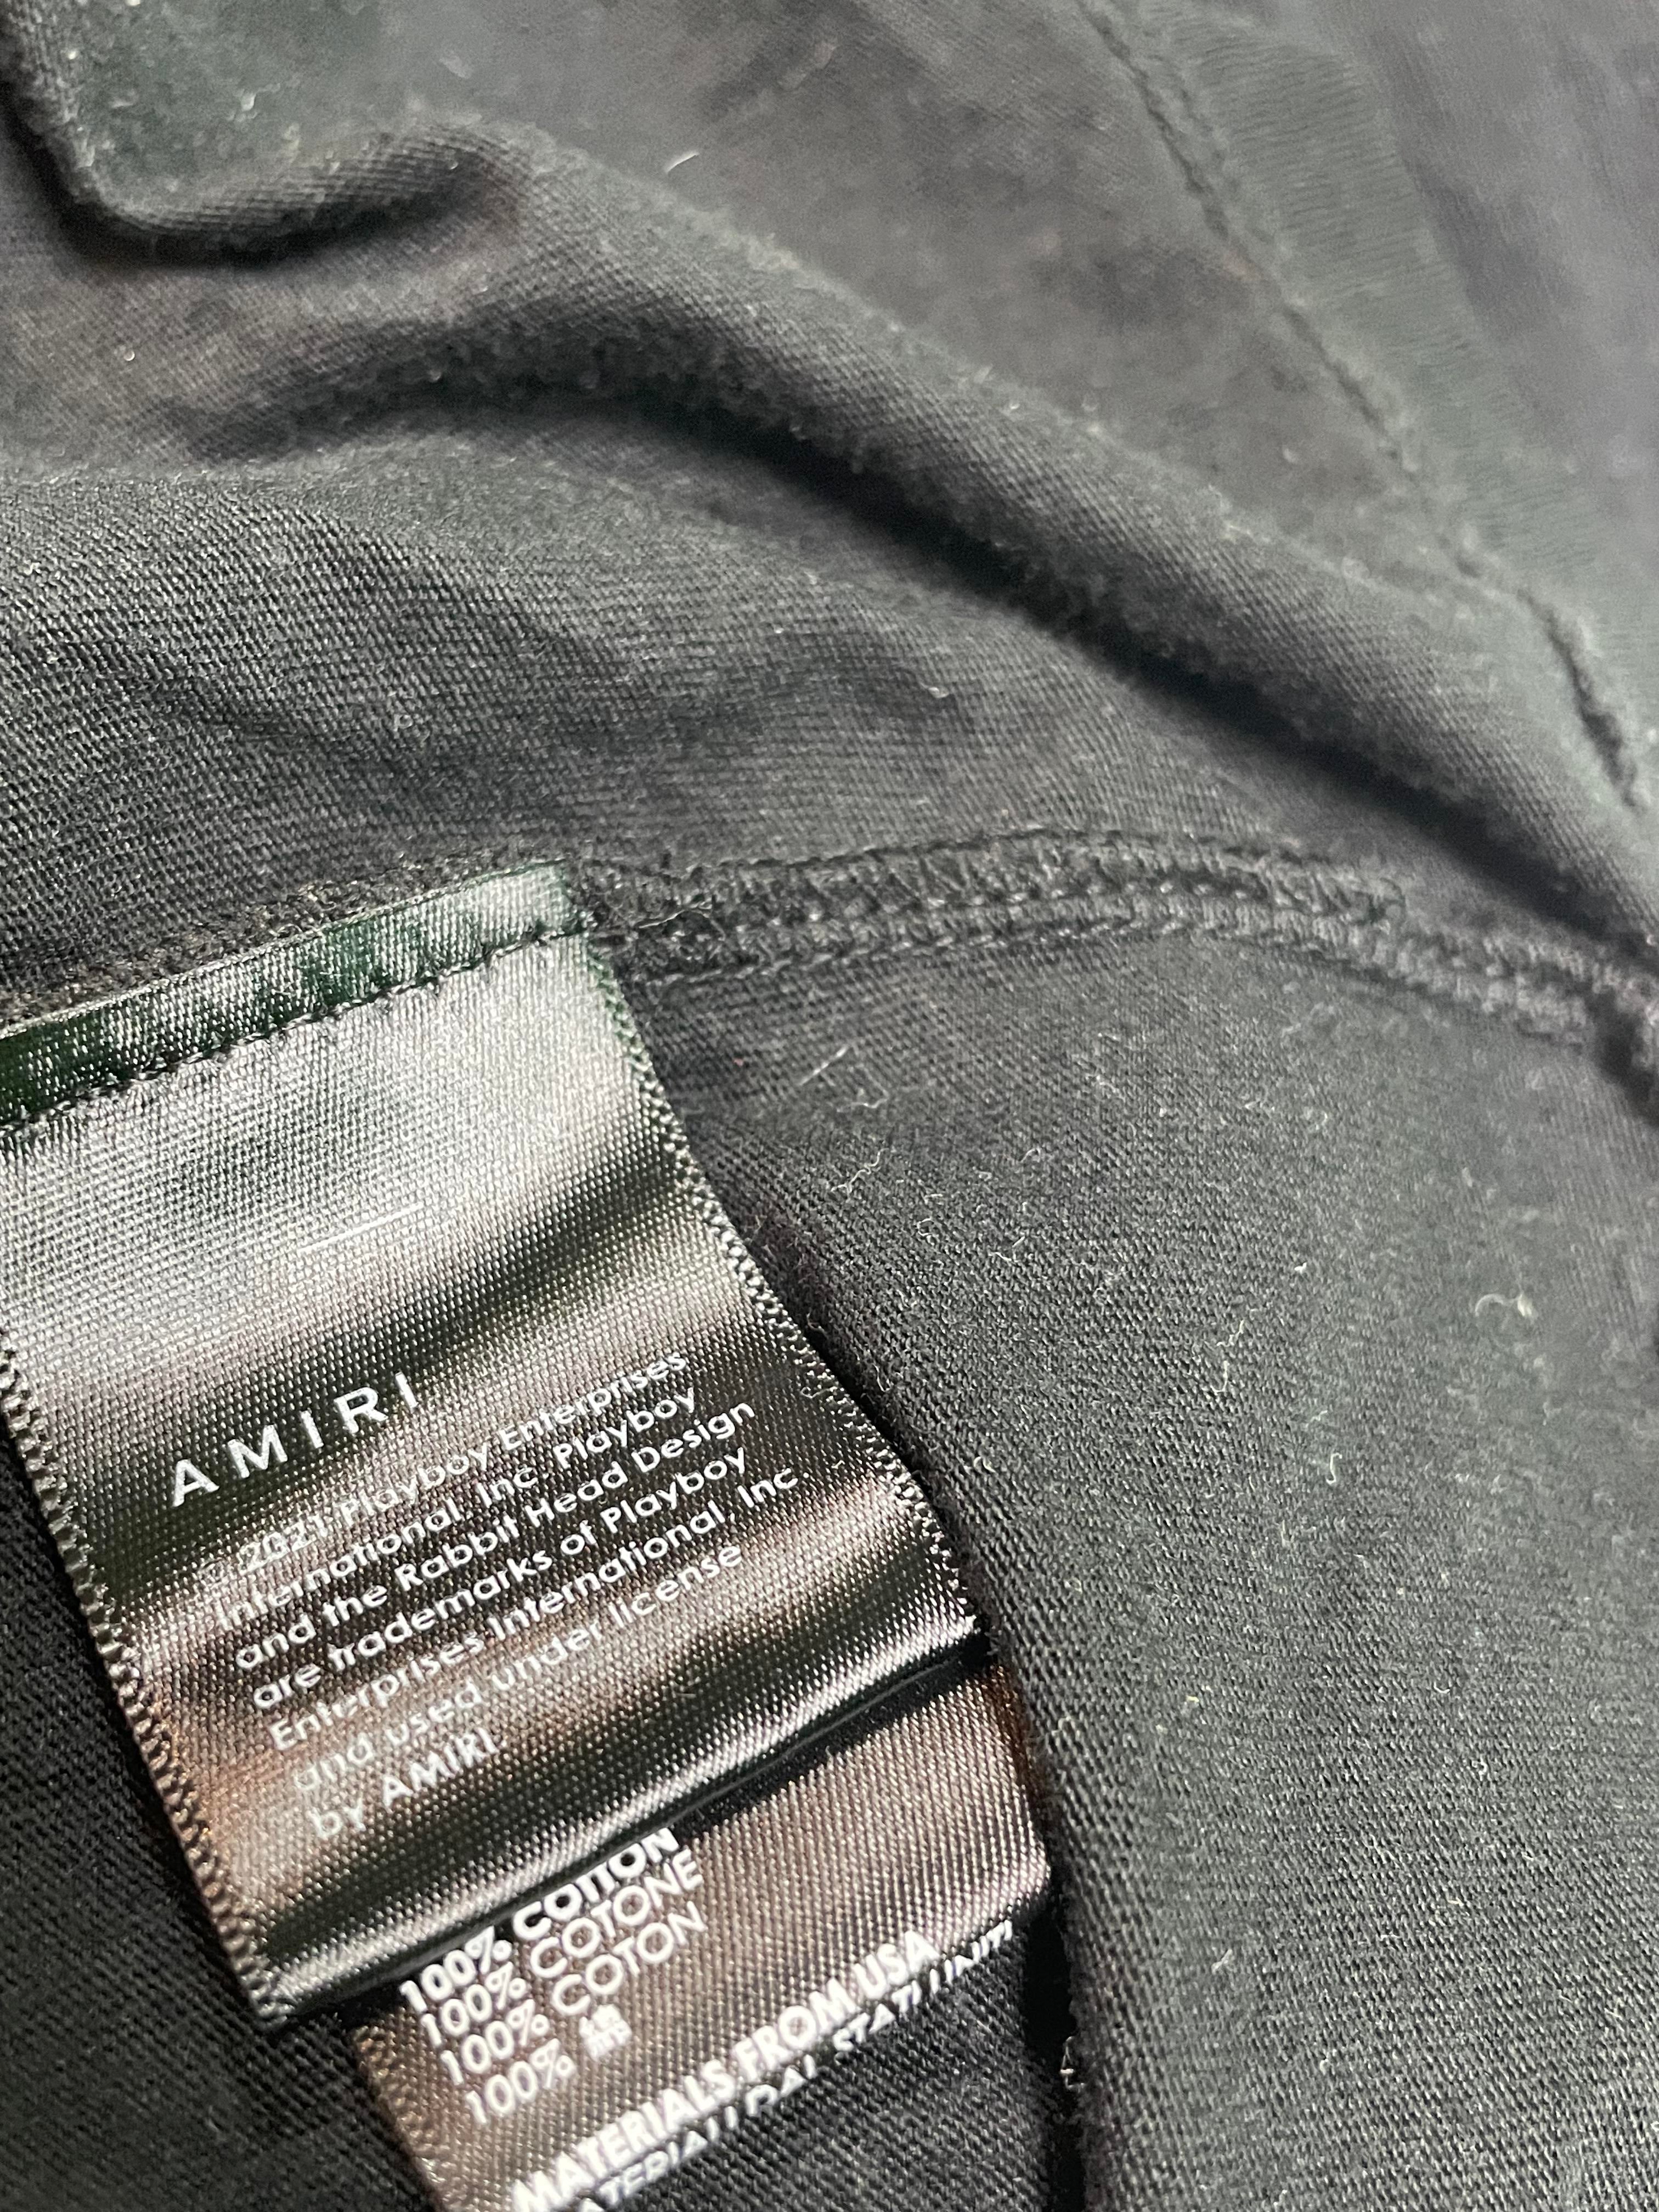 AMIRI
© 2021 Playboy Enterprises
International, Inc. Playboy
and the Rabbit Head Design
are trademarks of Playboy
Enterprises International, Inc.
and used under license
by AMIRI
100% COTTON
100% COTONE
100% COTON
100% 綿
MATERIALS FROM USA